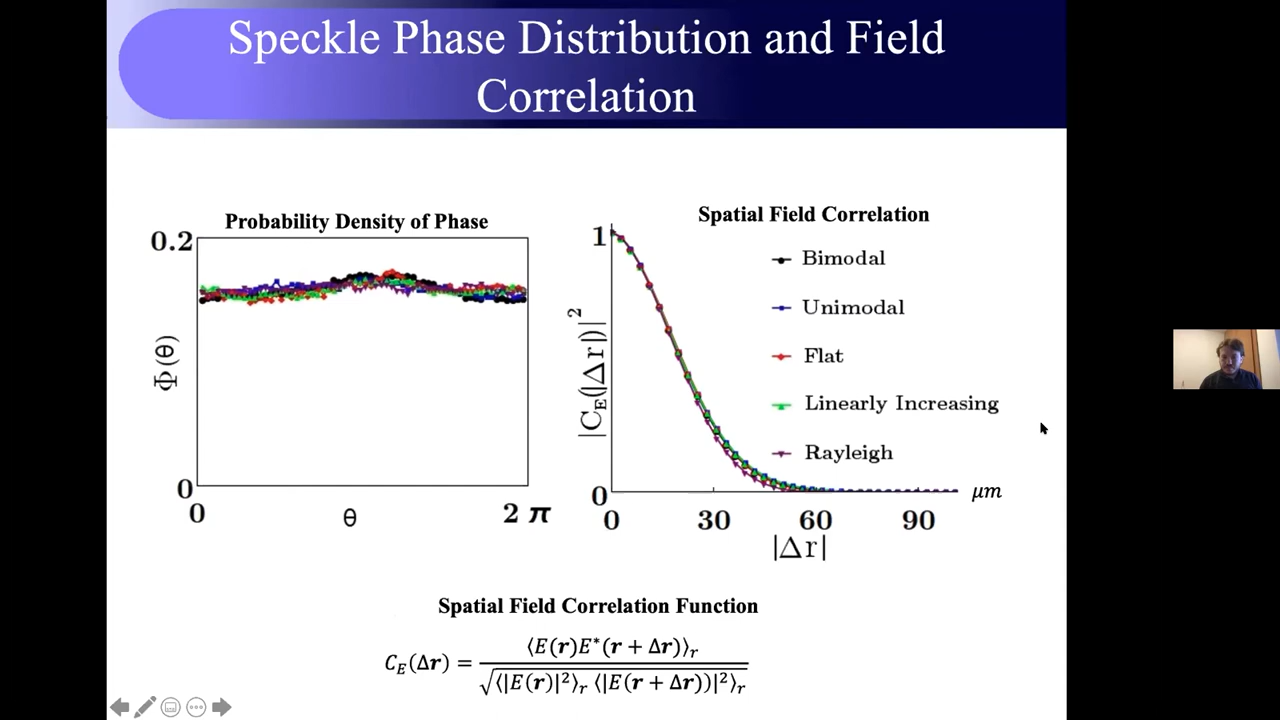 Speckle Phase Distribution and Field
Correlation
Probability Density of Phase
0.2
Φ(θ)
0
0
θ
2 π
Spatial Field Correlation
1
|C_E(|Δr|)|²
0
Bimodal
Unimodal
Flat
Linearly Increasing
Rayleigh
μm
0 30 60 90
|Δr|
Spatial Field Correlation Function
C_E(Δr) = ⟨E(r)E*(r + Δr)⟩_r / √⟨|E(r)|²⟩_r ⟨|E(r + Δr))|²⟩_r